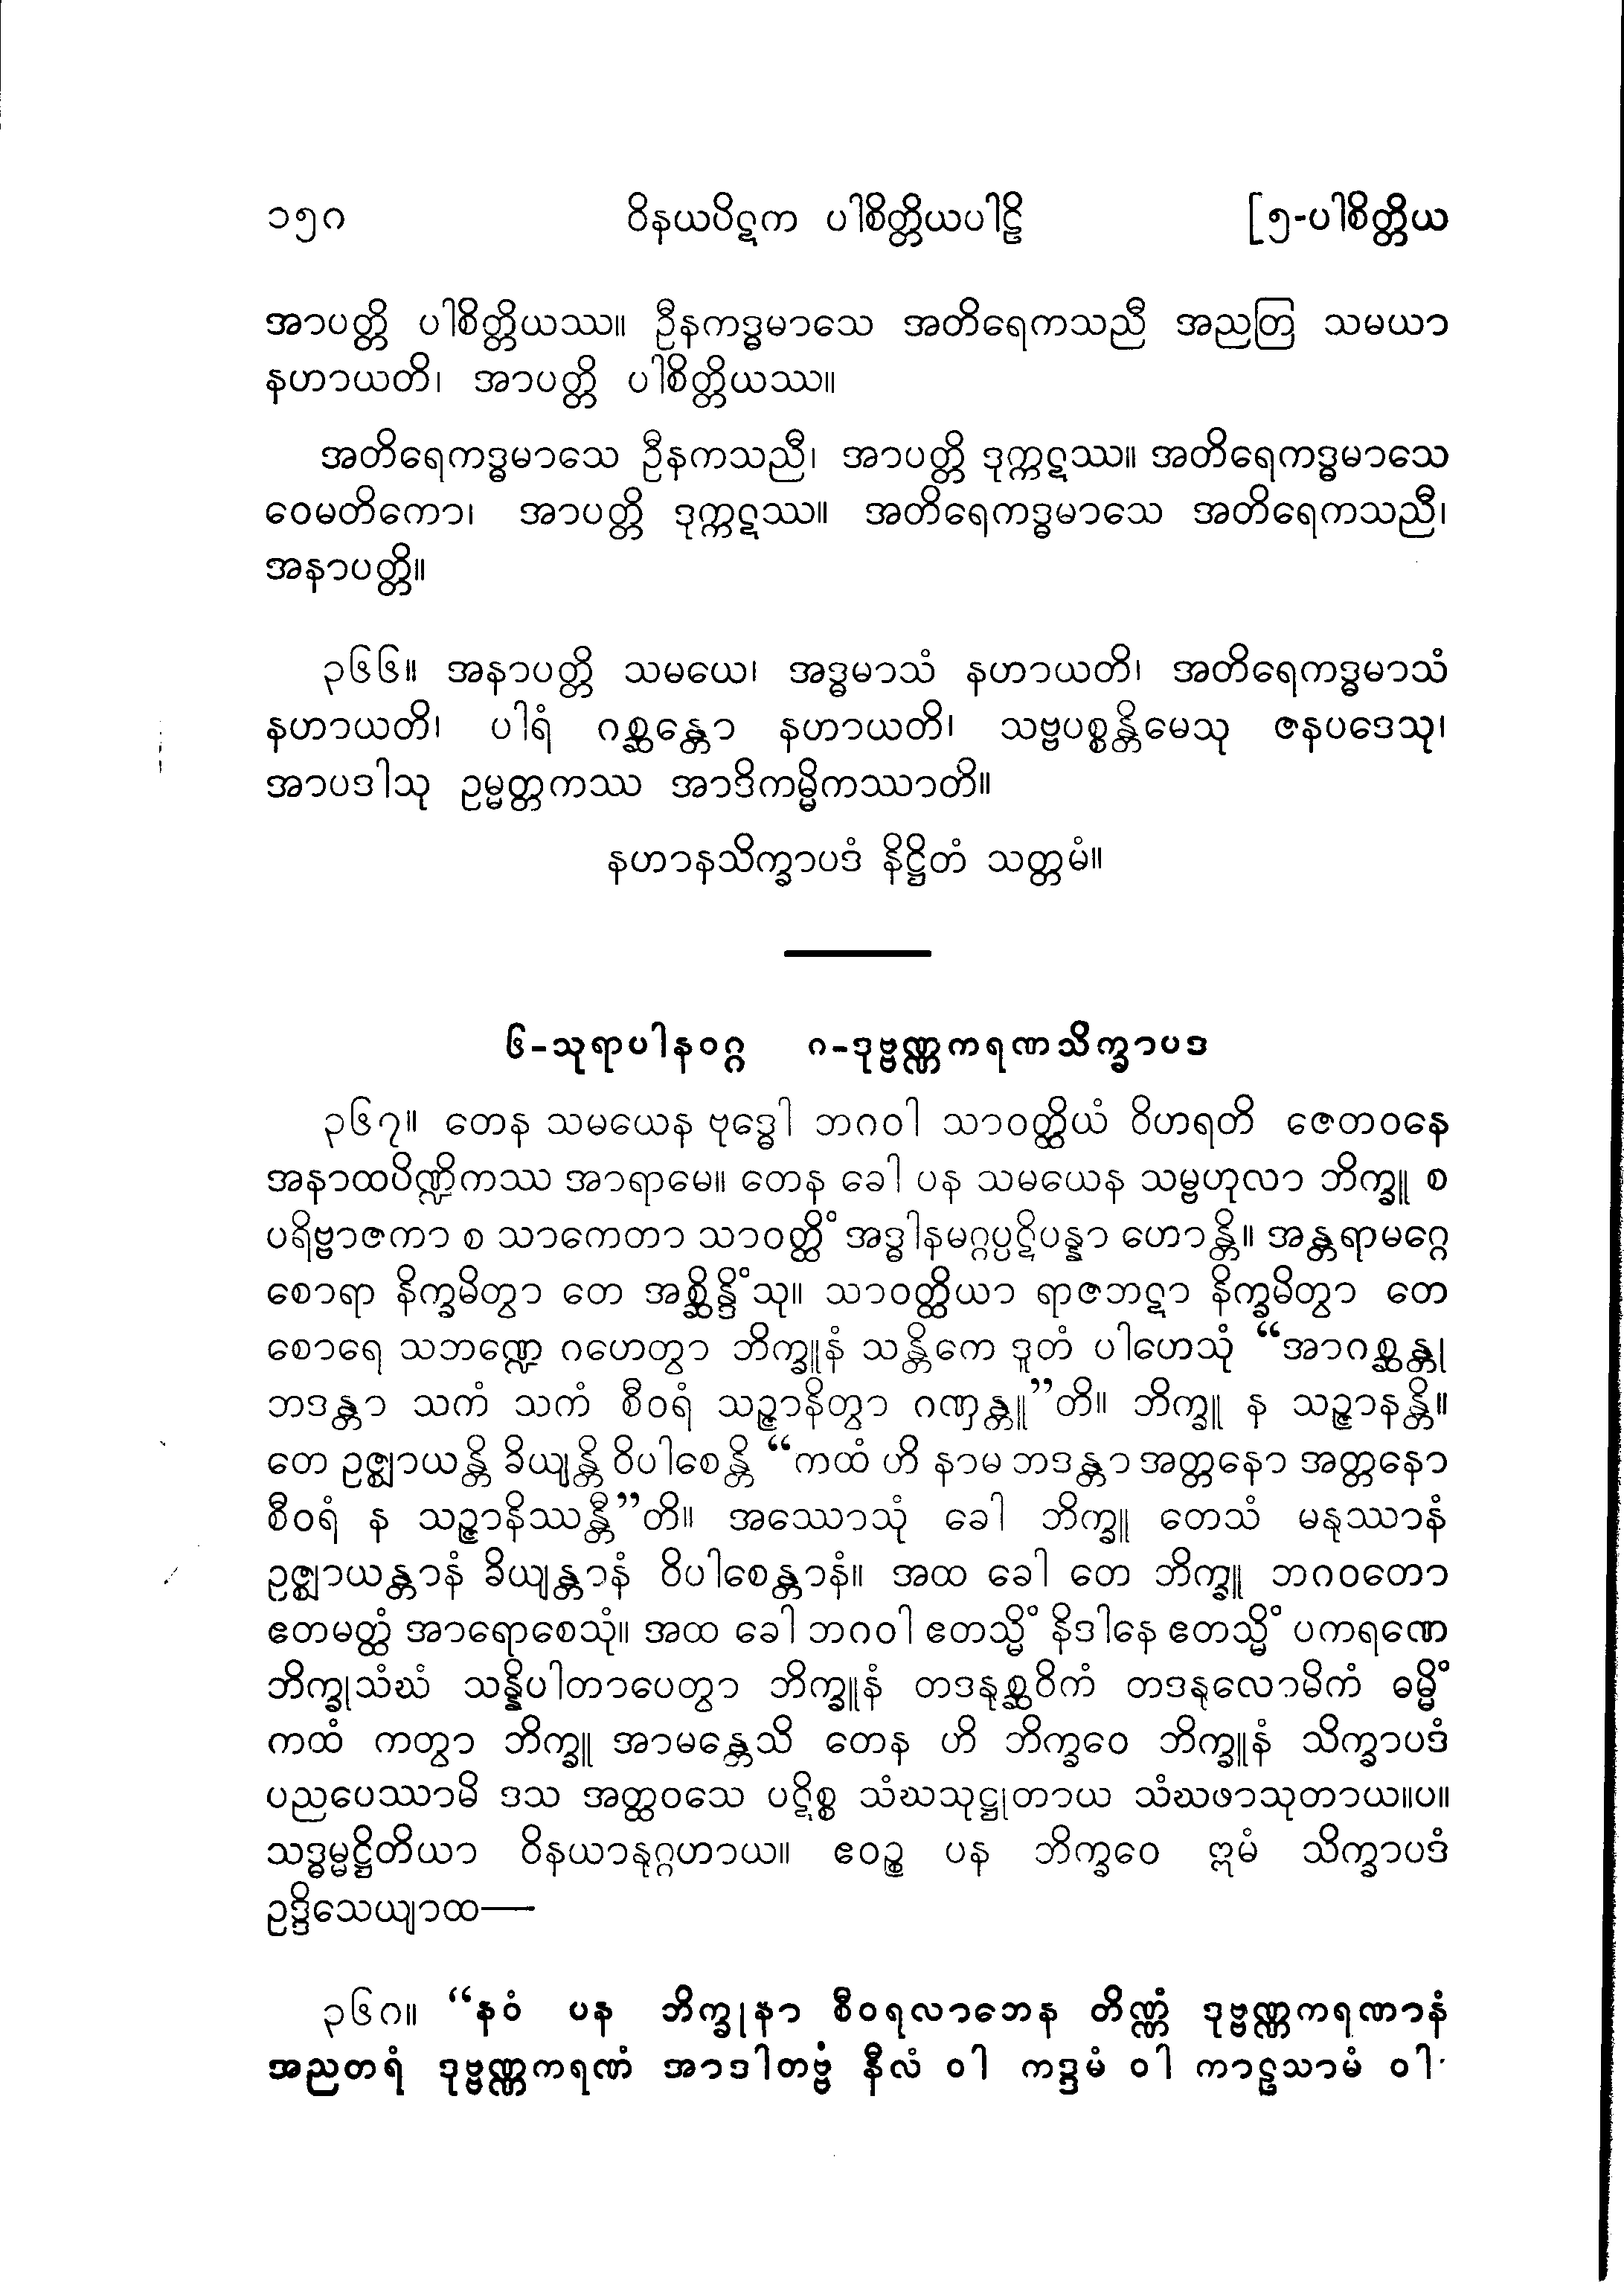 ၁၅၈ ဝိနယပိဋက ပါစိတ္တိယပါဠိ [၅-ပါစိတ္တိယ
အာပတ္တိ ပါစိတ္တိယဿ။ ဦနကဒ္ဓမာသေ အတိရေကသညီ အညတြ သမယာ
နဟာယတိ၊ အာပတ္တိ ပါစိတ္တိယဿ။
အတိရေကဒ္ဓမာသေ ဦနကသညီ၊ အာပတ္တိ ဒုက္ကဋဿ။ အတိရေကဒ္ဓမာသေ
ဝေမတိကော၊ အာပတ္တိ ဒုက္ကဋဿ။ အတိရေကဒ္ဓမာသေ အတိရေကသညီ၊
အနာပတ္တိ။
၃၆၆။ အနာပတ္တိ သမယေ၊ အဒ္ဓမာသံ နဟာယတိ၊ အတိရေကဒ္ဓမာသံ
နဟာယတိ၊ ပါရံ ဂစ္ဆန္တော နဟာယတိ၊ သဗ္ဗပစ္စန္တိမေသု ဇနပဒေသု၊
အာပဒါသု ဥမ္မတ္တကဿ အာဒိကမ္မိကဿာတိ။
နဟာနသိက္ခာပဒံ နိဋ္ဌိတံ သတ္တမံ။
၆-သုရာပါနဝဂ္ဂ ၈-ဒုဗ္ဗဏ္ဏကရဏသိက္ခာပဒ
၃၆၇။ တေန သမယေန ဗုဒ္ဓေါ ဘဂဝါ သာဝတ္ထိယံ ဝိဟရတိ ဇေတဝနေ
အနာထပိဏ္ဍိကဿ အာရာမေ။ တေန ခေါ ပန သမယေန သမ္ဗဟုလာ ဘိက္ခူ စ
ပရိဗ္ဗာဇကာ စ သာကေတာ သာဝတ္ထိံ အဒ္ဓါနမဂ္ဂပ္ပဋိပန္နာ ဟောန္တိ။ အန္တရာမဂ္ဂေ
စောရာ နိက္ခမိတွာ တေ အစ္ဆိန္ဒိံသု။ သာဝတ္ထိယာ ရာဇဘဋာ နိက္ခမိတွာ တေ
စောရေ သဘဏ္ဍေ ဂဟေတွာ ဘိက္ခူနံ သန္တိကေ ဒူတံ ပါဟေသုံ “အာဂစ္ဆန္တု
ဘဒန္တာ သကံ သကံ စီဝရံ သဉ္ဇာနိတွာ ဂဏှန္တူ”တိ။ ဘိက္ခူ န သဉ္ဇာနန္တိ။
တေ ဥဇ္ဈာယန္တိ ခိယျန္တိ ဝိပါစေန္တိ “ကထံ ဟိ နာမ ဘဒန္တာ အတ္တနော အတ္တနော
စီဝရံ န သဉ္ဇာနိဿန္တီ”တိ။ အဿောသုံ ခေါ ဘိက္ခူ တေသံ မနုဿာနံ
ဥဇ္ဈာယန္တာနံ ခိယျန္တာနံ ဝိပါစေန္တာနံ။ အထ ခေါ တေ ဘိက္ခူ ဘဂဝတော
ဧတမတ္ထံ အာရောစေသုံ။ အထ ခေါ ဘဂဝါ ဧတသ္မိံ နိဒါနေ ဧတသ္မိံ ပကရဏေ
ဘိက္ခုသံဃံ သန္နိပါတာပေတွာ ဘိက္ခူနံ တဒနုစ္ဆဝိကံ တဒနုလောမိကံ ဓမ္မိံ
ကထံ ကတွာ ဘိက္ခူ အာမန္တေသိ တေန ဟိ ဘိက္ခဝေ ဘိက္ခူနံ သိက္ခာပဒံ
ပညပေဿာမိ ဒသ အတ္ထဝသေ ပဋိစ္စ သံဃသုဋ္ဌုတာယ သံဃဖာသုတာယ။ပ။
သဒ္ဓမ္မဋ္ဌိတိယာ ဝိနယာနုဂ္ဂဟာယ။ ဧဝဉ္စ ပန ဘိက္ခဝေ ဣမံ သိက္ခာပဒံ
ဥဒ္ဒိသေယျာထ—
၃၆၈။ “နဝံ ပန ဘိက္ခုနာ စီဝရလာဘေန တိဏ္ဏံ ဒုဗ္ဗဏ္ဏကရဏာနံ
အညတရံ ဒုဗ္ဗဏ္ဏကရဏံ အာဒါတဗ္ဗံ နီလံ ဝါ ကဒ္ဒမံ ဝါ ကာဠသာမံ ဝါ